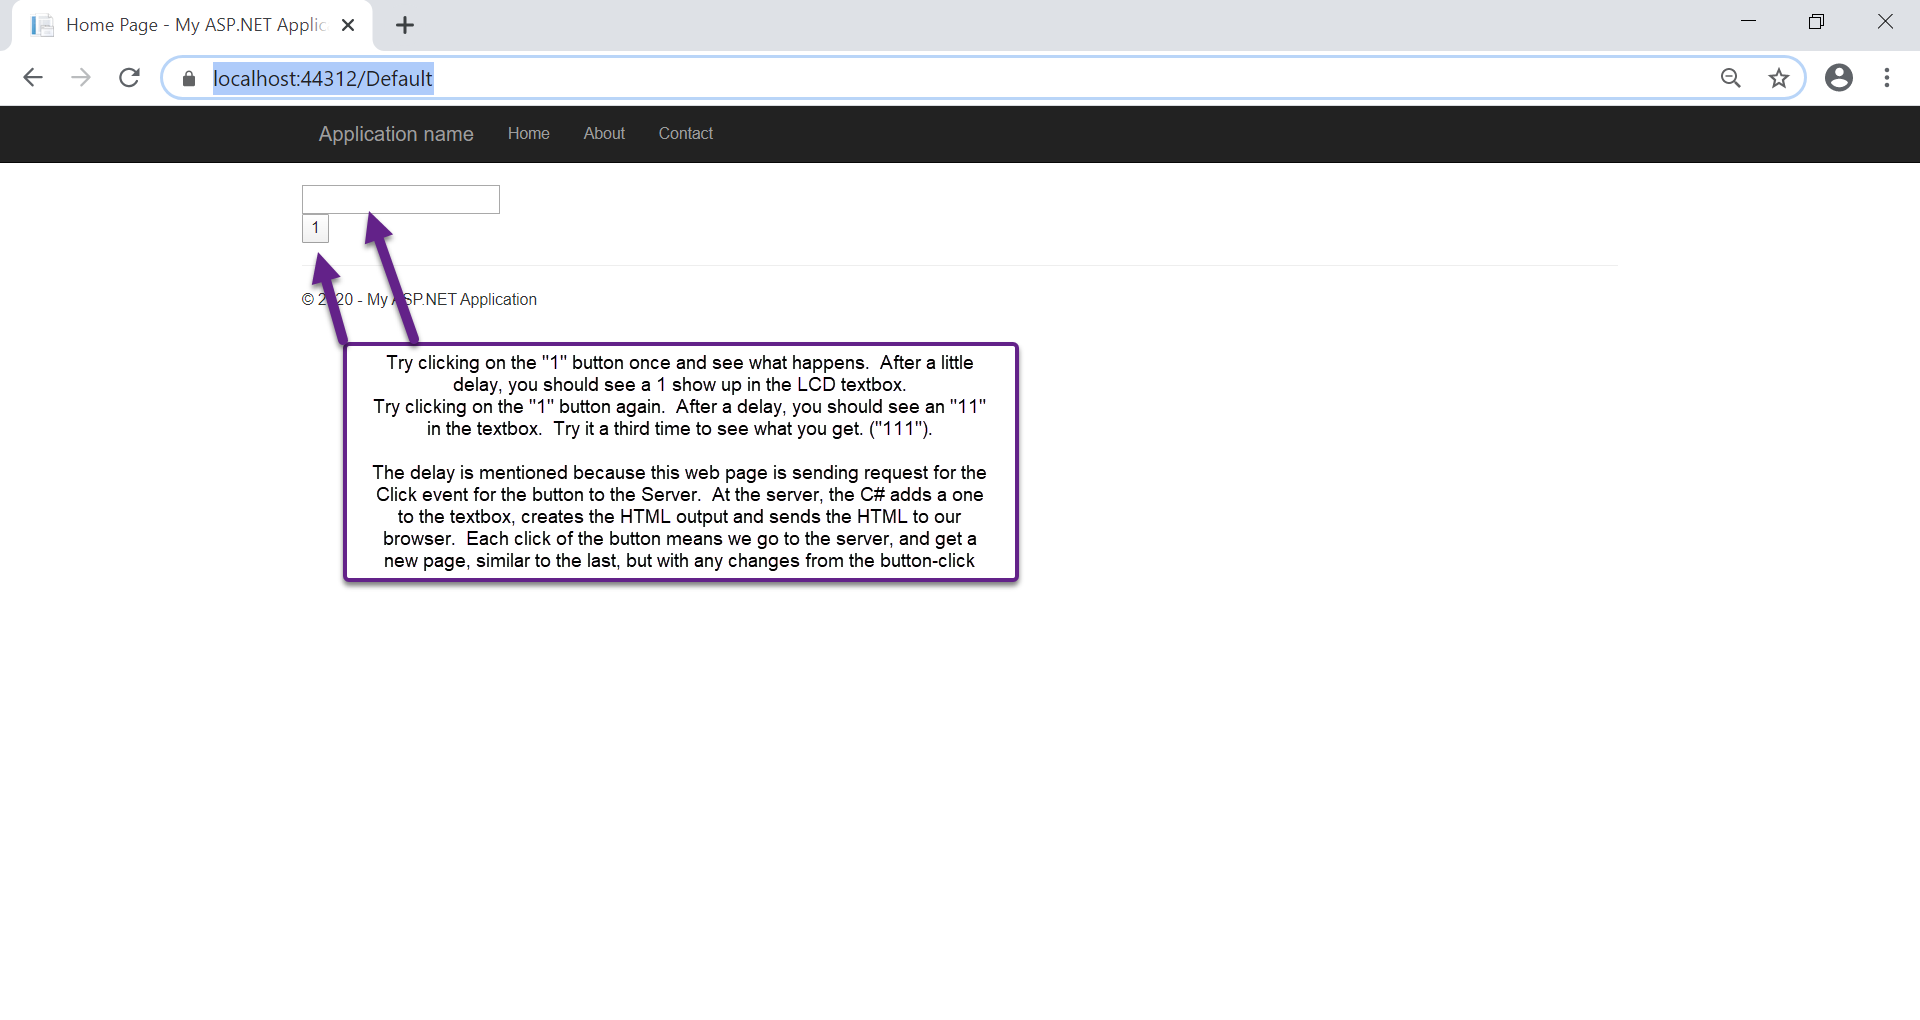 Home Page - My ASP.NET Applic
localhost:44312/Default
Application name Home About Contact
1
© 2020 - My ASP.NET Application
Try clicking on the "1" button once and see what happens. After a little
delay, you should see a 1 show up in the LCD textbox.
Try clicking on the "1" button again. After a delay, you should see an "11"
in the textbox. Try it a third time to see what you get. ("111").
The delay is mentioned because this web page is sending request for the
Click event for the button to the Server. At the server, the C# adds a one
to the textbox, creates the HTML output and sends the HTML to our
browser. Each click of the button means we go to the server, and get a
new page, similar to the last, but with any changes from the button-click